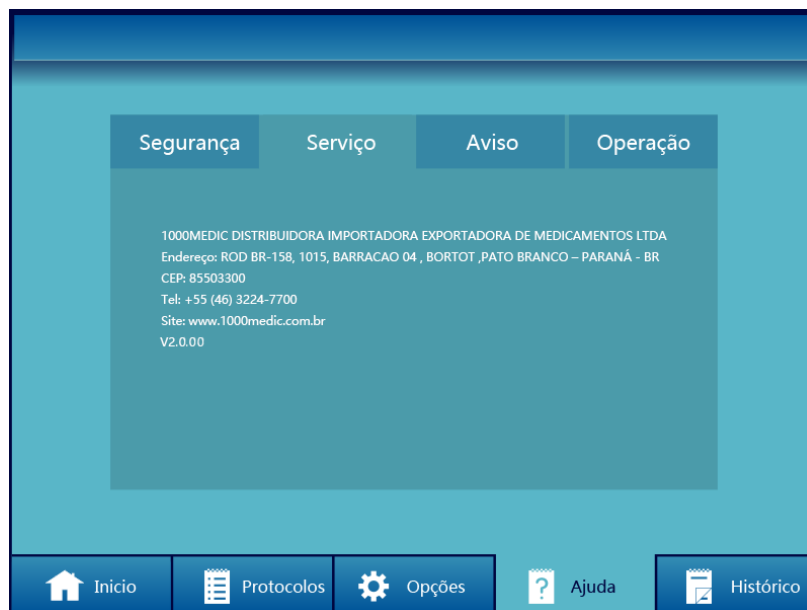 Segurança Serviço Aviso Operação
1000MEDIC DISTRIBUIDORA IMPORTADORA EXPORTADORA DE MEDICAMENTOS LTDA
Endereço: ROD BR-158, 1015, BARRACAO 04 , BORTOT ,PATO BRANCO – PARANÁ - BR
CEP: 85503300
Tel: +55 (46) 3224-7700
Site: www.1000medic.com.br
V2.0.00
Inicio Protocolos Opções ? Ajuda Histórico